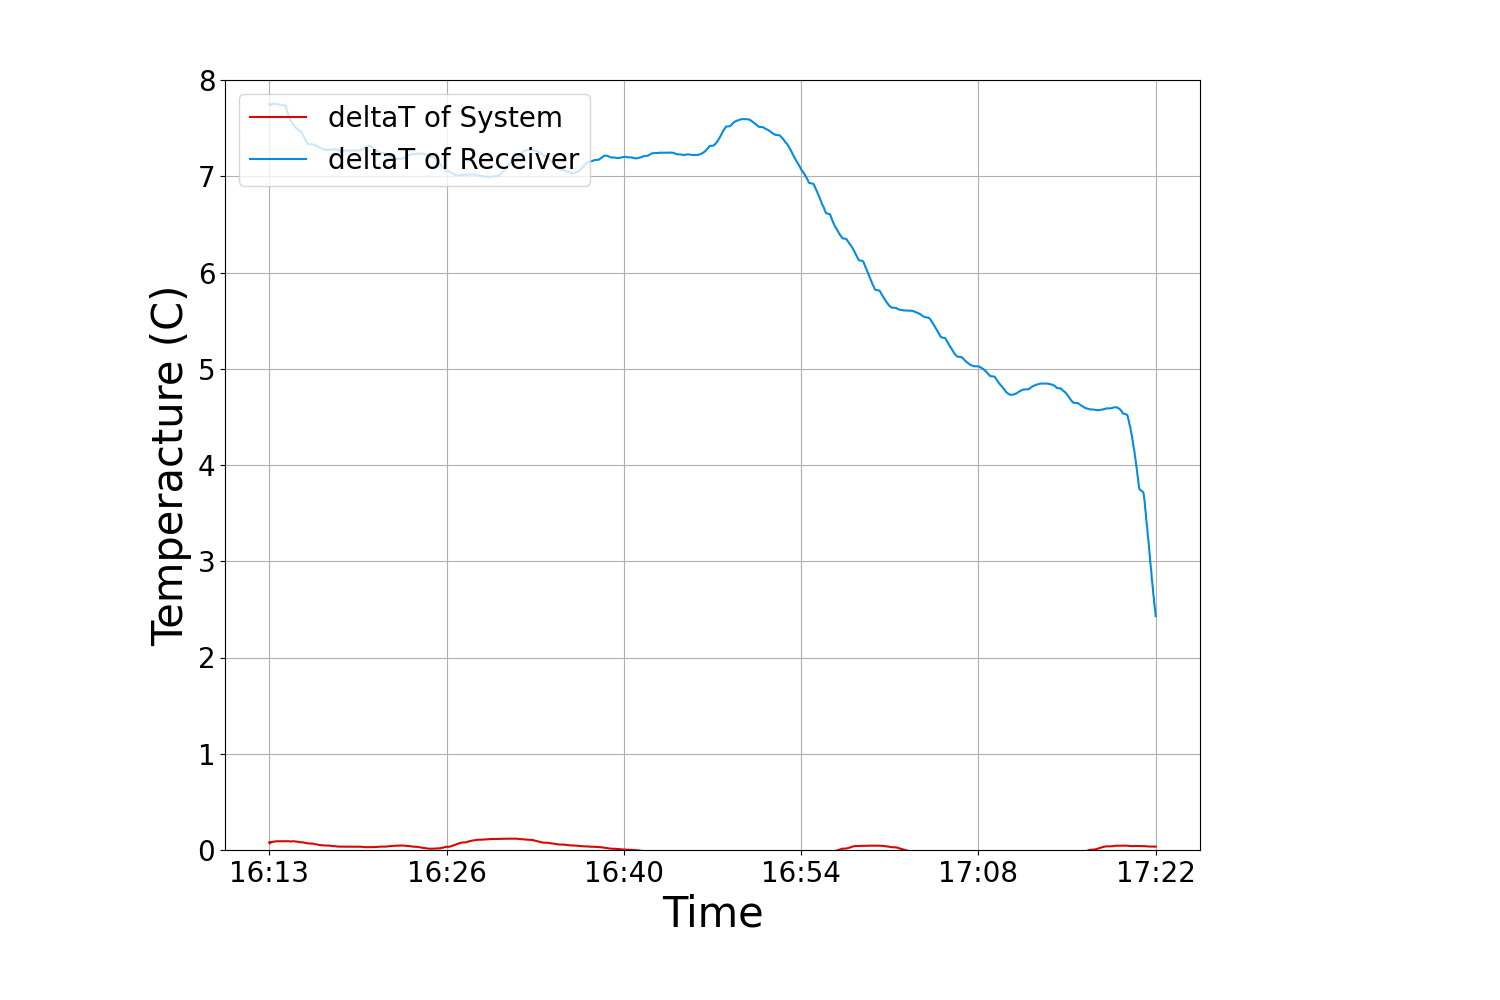 deltaT of System
deltaT of Receiver
8
7
6
5
4
3
2
1
0
Temperacture (C)
16:13 16:26 16:40 16:54 17:08 17:22
Time